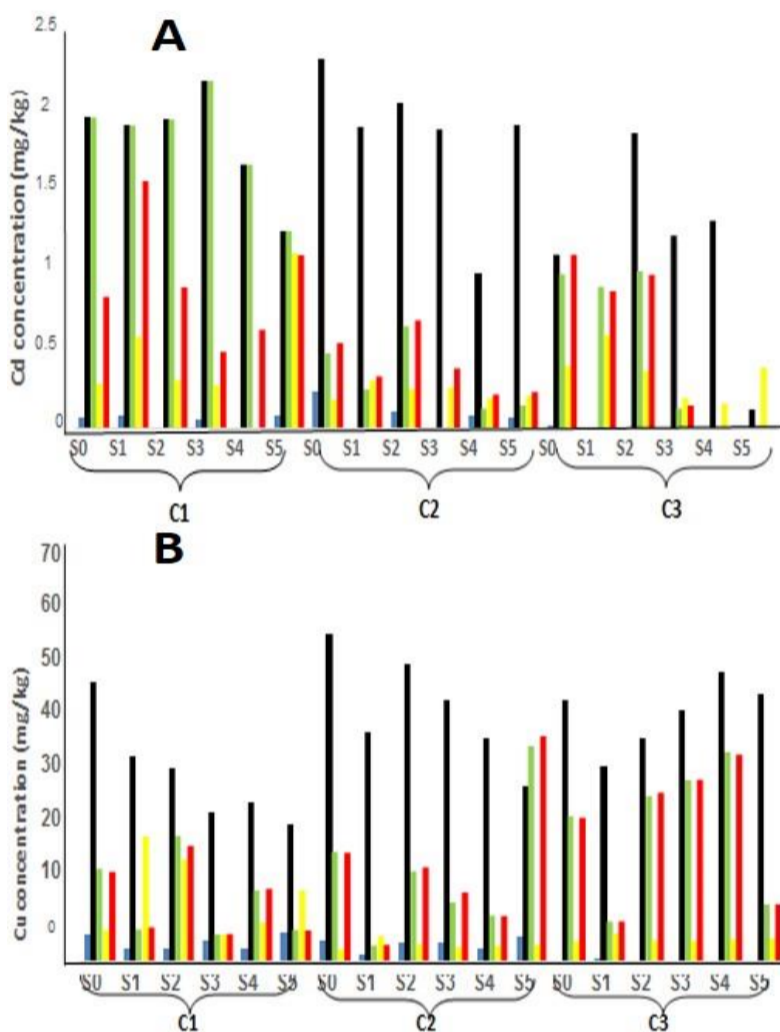 A
Cd concentration (mg/kg)
2.5
2
1.5
1
0.5
0
S0 S1 S2 S3 S4 S5 S0 S1 S2 S3 S4 S5 S0 S1 S2 S3 S4 S5
C1 C2 C3
B
Cu concentration (mg/kg)
70
60
50
40
30
20
10
0
S0 S1 S2 S3 S4 S5 S0 S1 S2 S3 S4 S5 S0 S1 S2 S3 S4 S5
C1 C2 C3